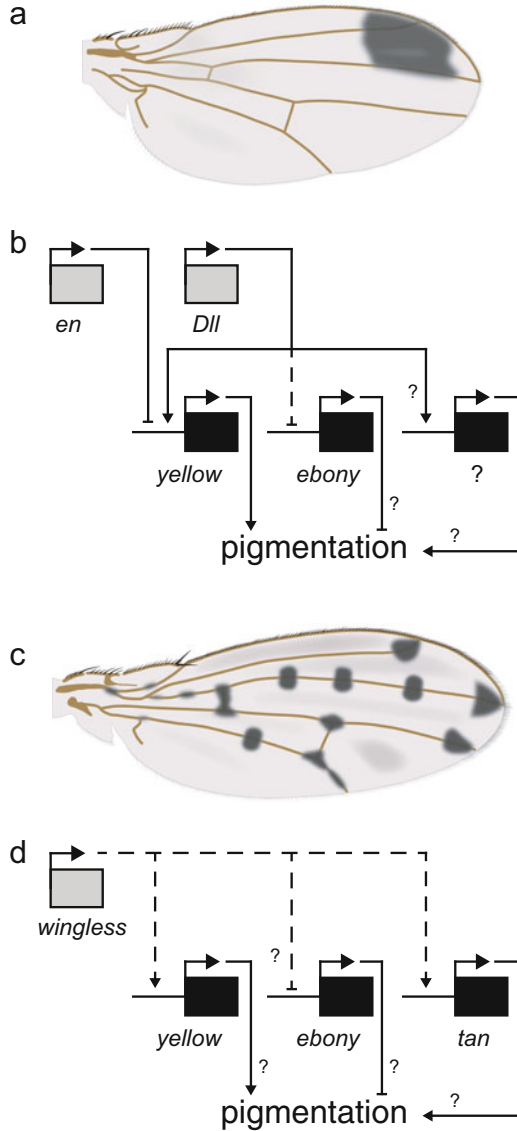 a
b
en Dll
?
yellow ebony ?
?
pigmentation ?
c
d
wingless
?
yellow ebony tan
? ?
pigmentation ?